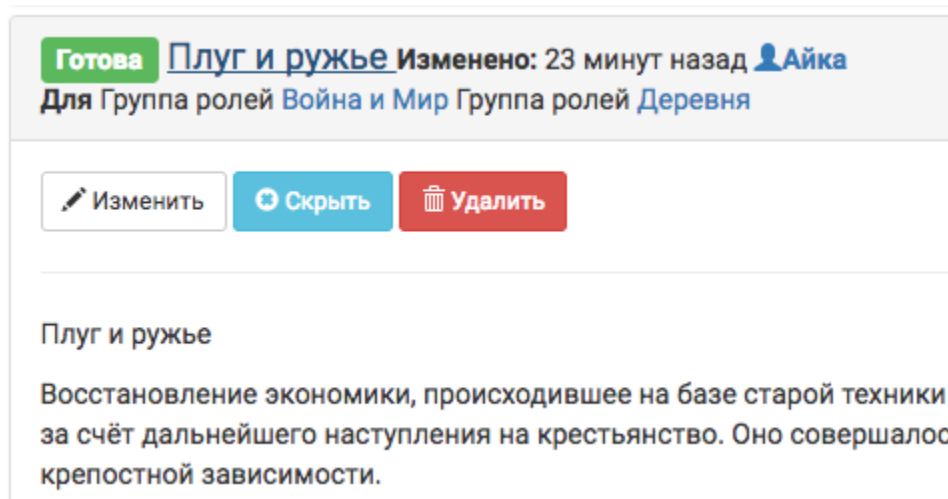 Готова Плуг и ружье Изменено: 23 минут назад Айка
Для Группа ролей Война и Мир Группа ролей Деревня
Изменить Скрыть Удалить
Плуг и ружье
Восстановление экономики, происходившее на базе старой техники
за счёт дальнейшего наступления на крестьянство. Оно совершалос
крепостной зависимости.